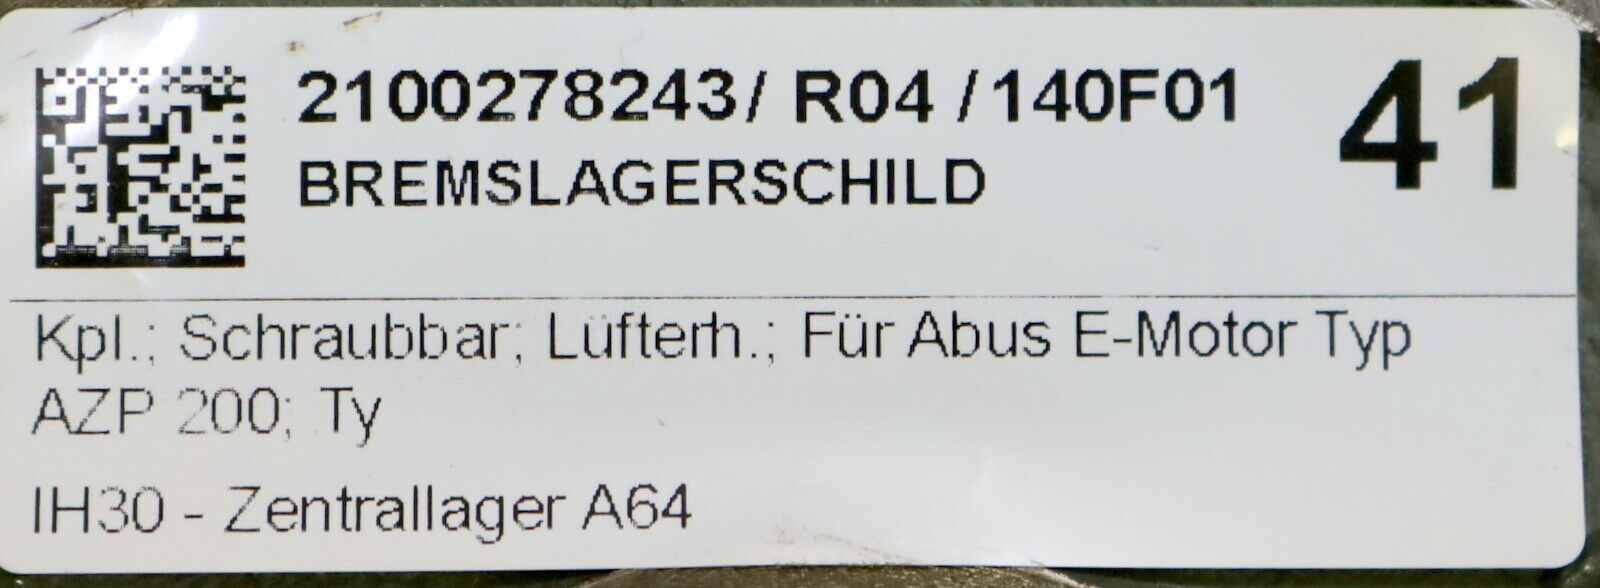 2100278243/ R04 /140F01
41
BREMSLAGERSCHILD
Kpl.; Schraubbar; Lüfterh.; Für Abus E-Motor Typ
AZP 200; Ty
IH30 - Zentrallager A64